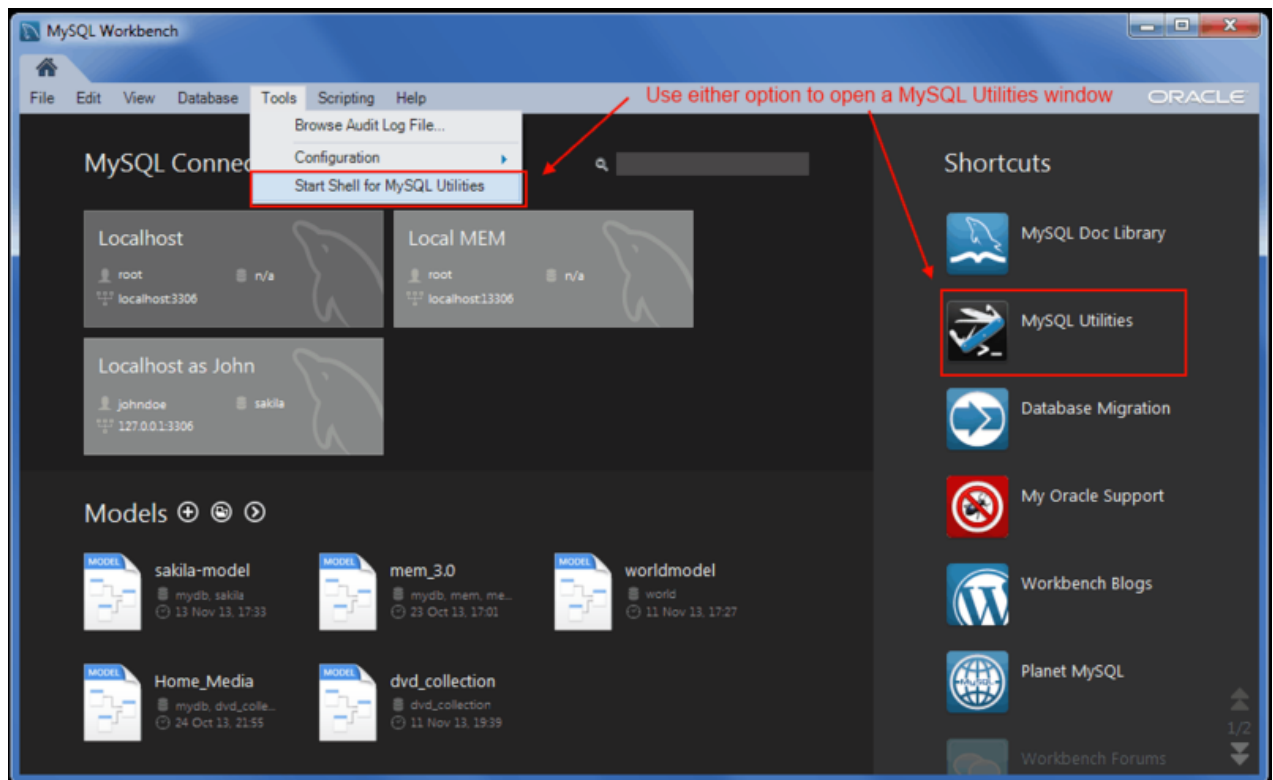 MySQL Workbench
File Edit View Database Tools Scripting Help
Use either option to open a MySQL Utilities window
ORACLE
Browse Audit Log File...
Configuration
Start Shell for MySQL Utilities
MySQL Connec
Localhost
root n/a
localhost:3306
Local MEM
root n/a
localhost:13306
Localhost as John
johndoe sakila
127.0.0.1:3306
Models
MODEL
sakila-model
mydb, sakila
13 Nov 13, 17:33
MODEL
mem_3.0
mydb, mem, me...
23 Oct 13, 17:01
MODEL
worldmodel
world
11 Nov 13, 17:27
MODEL
Home_Media
mydb, dvd_colle...
24 Oct 13, 21:55
MODEL
dvd_collection
dvd_collection
11 Nov 13, 19:39
Shortcuts
MySQL Doc Library
MySQL Utilities
Database Migration
My Oracle Support
Workbench Blogs
MySQL
Planet MySQL
Workbench Forums
1/2